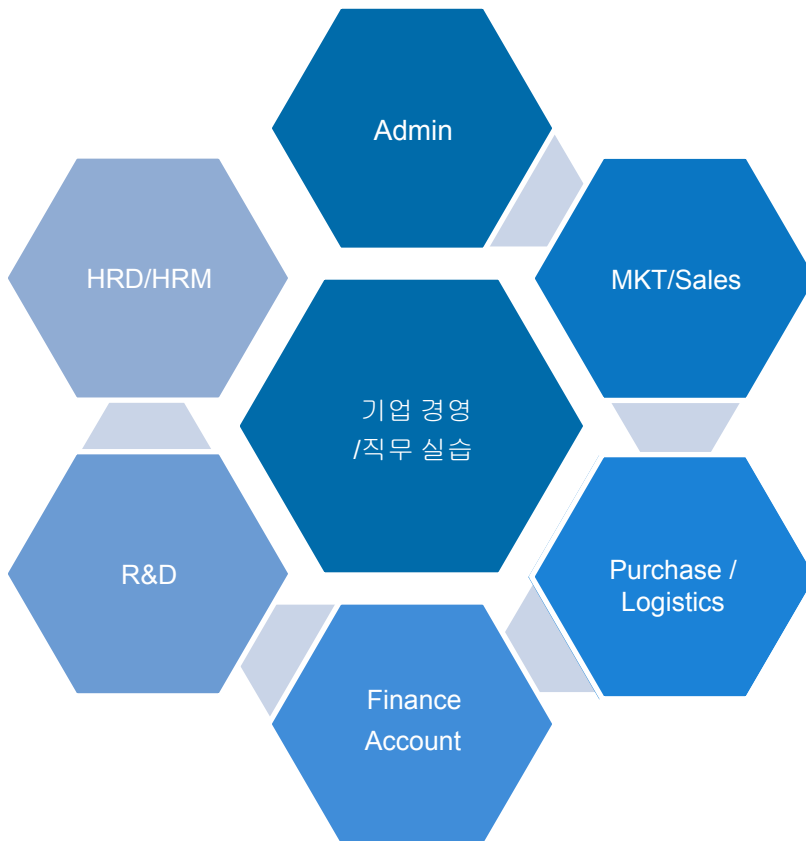 Admin
HRD/HRM
MKT/Sales
기업 경영
/직무 실습
R&D
Purchase /
Logistics
Finance
Account